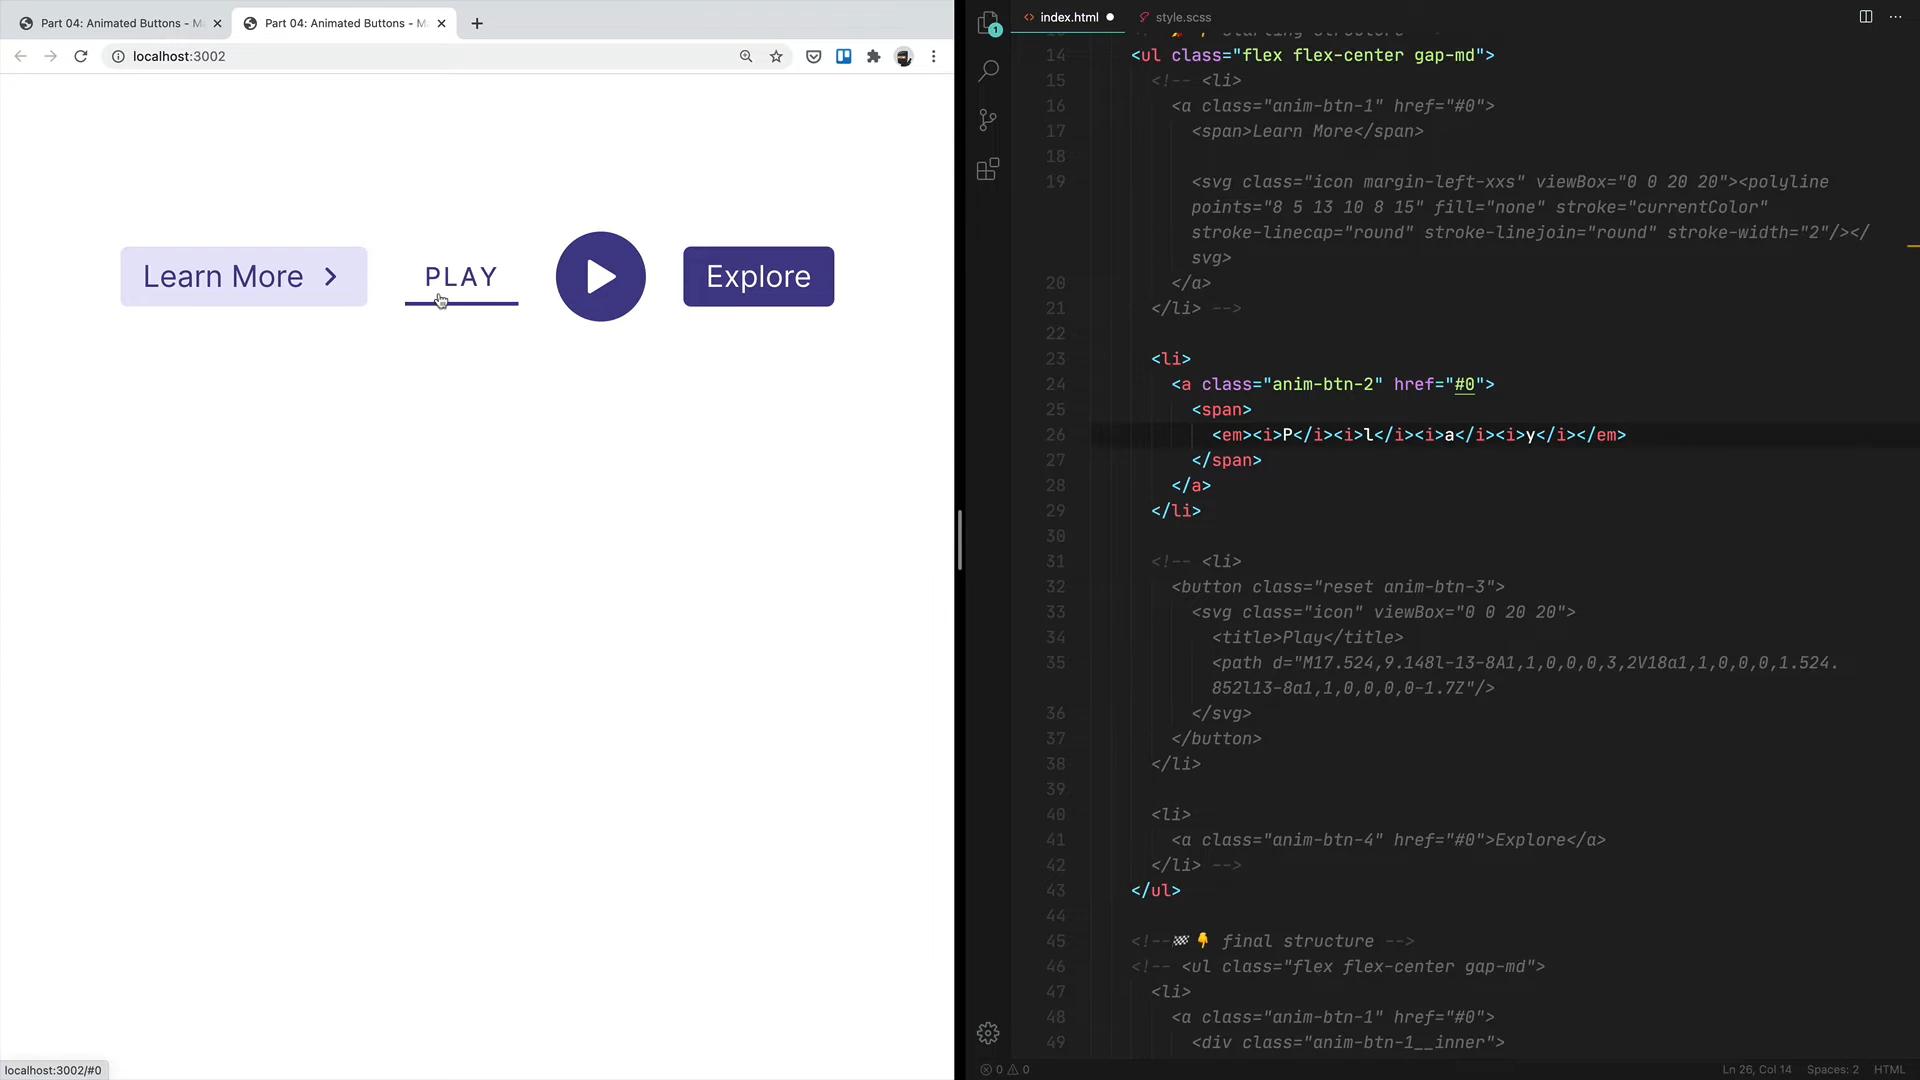 Part 04: Animated Buttons - M
Part 04: Animated Buttons - M
localhost:3002
Learn More
PLAY
Explore
localhost:3002/#0
1
index.html
style.scss
starting structure
14 <ul class="flex flex-center gap-md">
15 <!-- <li>
16 <a class="anim-btn-1" href="#0">
17 <span>Learn More</span>
18
19 <svg class="icon margin-left-xxs" viewBox="0 0 20 20"><polyline
points="8 5 13 10 8 15" fill="none" stroke="currentColor"
stroke-linecap="round" stroke-linejoin="round" stroke-width="2"/></
svg>
20 </a>
21 </li> -->
22
23 <li>
24 <a class="anim-btn-2" href="#0">
25 <span>
26 <em><i>P</i><i>l</i><i>a</i><i>y</i></em>
27 </span>
28 </a>
29 </li>
30
31 <!-- <li>
32 <button class="reset anim-btn-3">
33 <svg class="icon" viewBox="0 0 20 20">
34 <title>Play</title>
35 <path d="M17.524,9.148l-13-8A1,1,0,0,0,3,2V18a1,1,0,0,0,1.524.
852l13-8a1,1,0,0,0,0-1.7Z"/>
36 </svg>
37 </button>
38 </li>
39
40 <li>
41 <a class="anim-btn-4" href="#0">Explore</a>
42 </li> -->
43 </ul>
44
45 <!--🏁👇 final structure -->
46 <!-- <ul class="flex flex-center gap-md">
47 <li>
48 <a class="anim-btn-1" href="#0">
49 <div class="anim-btn-1__inner">
0 0
Ln 26, Col 14 Spaces: 2 HTML